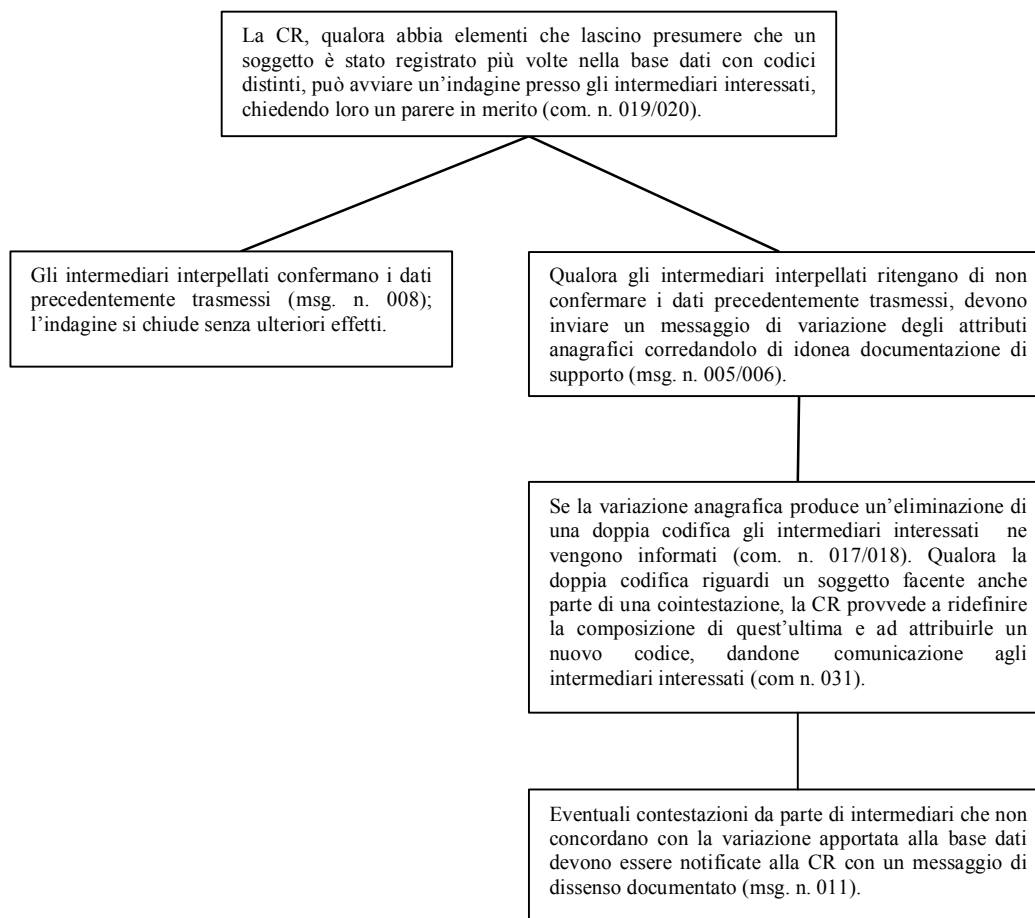 La CR, qualora abbia elementi che lascino presumere che un
soggetto è stato registrato più volte nella base dati con codici
distinti, può avviare un'indagine presso gli intermediari interessati,
chiedendo loro un parere in merito (com. n. 019/020).
Gli intermediari interpellati confermano i dati
precedentemente trasmessi (msg. n. 008);
l'indagine si chiude senza ulteriori effetti.
Qualora gli intermediari interpellati ritengano di non
confermare i dati precedentemente trasmessi, devono
inviare un messaggio di variazione degli attributi
anagrafici corredandolo di idonea documentazione di
supporto (msg. n. 005/006).
Se la variazione anagrafica produce un'eliminazione di
una doppia codifica gli intermediari interessati ne
vengono informati (com. n. 017/018). Qualora la
doppia codifica riguardi un soggetto facente anche
parte di una cointestazione, la CR provvede a ridefinire
la composizione di quest'ultima e ad attribuirle un
nuovo codice, dandone comunicazione agli
intermediari interessati (com n. 031).
Eventuali contestazioni da parte di intermediari che non
concordano con la variazione apportata alla base dati
devono essere notificate alla CR con un messaggio di
dissenso documentato (msg. n. 011).